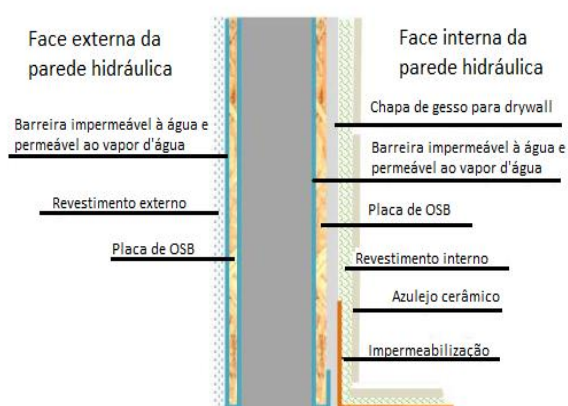 Face externa da
parede hidráulica
Barreira impermeável à água e
permeável ao vapor d'água
Revestimento externo
Placa de OSB
Face interna da
parede hidráulica
Chapa de gesso para drywall
Barreira impermeável à água e
permeável ao vapor d'água
Placa de OSB
Revestimento interno
Azulejo cerâmico
Impermeabilização